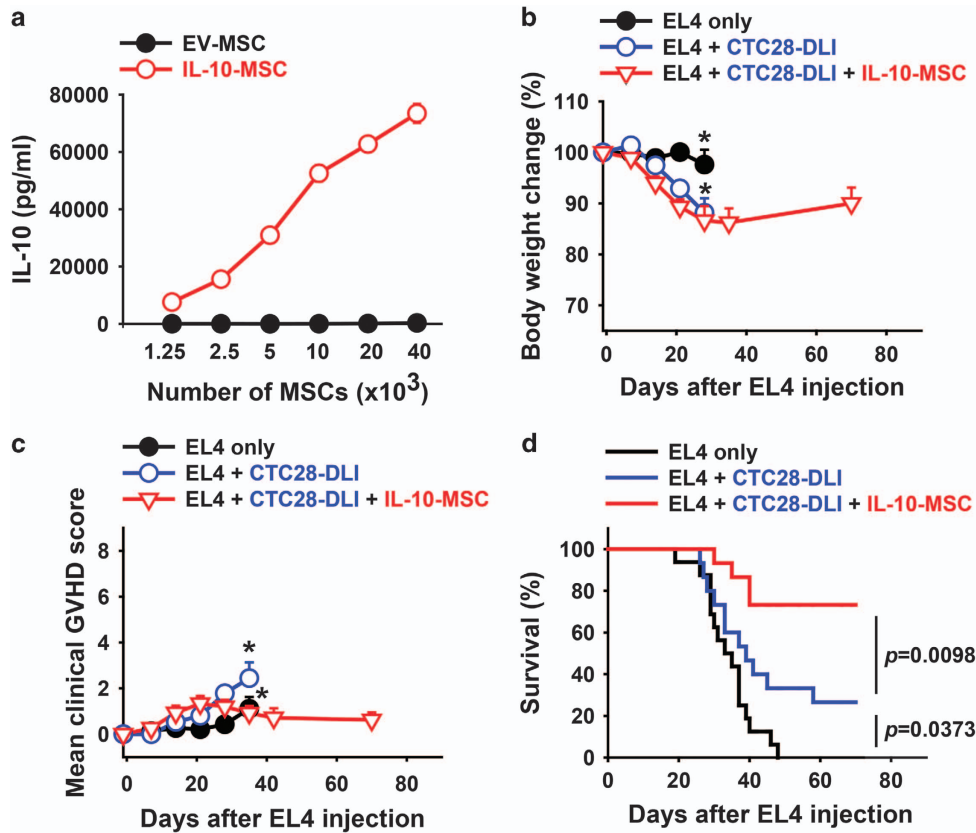 a
EV-MSC
IL-10-MSC
80000
60000
40000
20000
0
IL-10 (pg/ml)
1.25 2.5 5 10 20 40
Number of MSCs (x10³)
b
EL4 only
EL4 + CTC28-DLI
EL4 + CTC28-DLI + IL-10-MSC
110
100
90
80
70
Body weight change (%)
*
*
0 20 40 60 80
Days after EL4 injection
c
EL4 only
EL4 + CTC28-DLI
EL4 + CTC28-DLI + IL-10-MSC
8
6
4
2
0
Mean clinical GVHD score
*
*
0 20 40 60 80
Days after EL4 injection
d
EL4 only
EL4 + CTC28-DLI
EL4 + CTC28-DLI + IL-10-MSC
100
80
60
40
20
0
Survival (%)
p=0.0098
p=0.0373
0 20 40 60 80
Days after EL4 injection